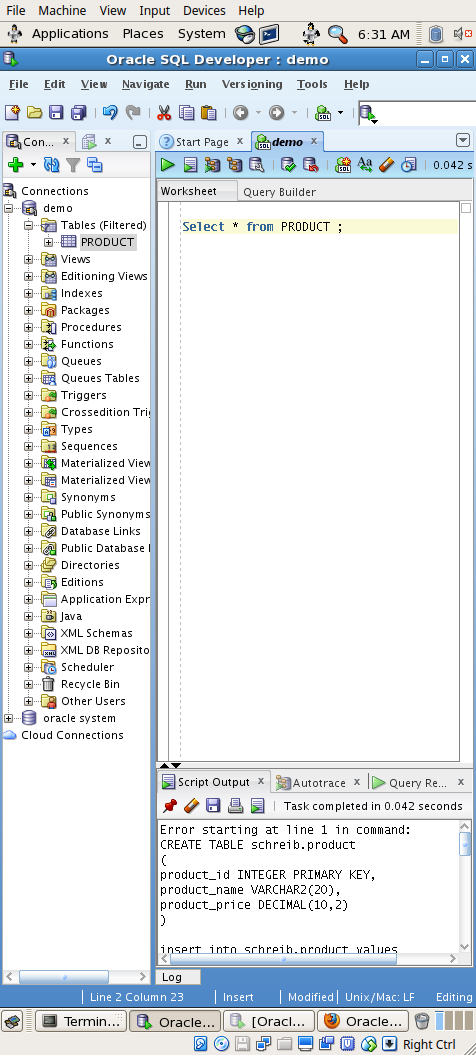 File Machine View Input Devices Help
Applications Places System 6:31 AM
Oracle SQL Developer : demo
File Edit View Navigate Run Versioning Tools Help
Con... x x
Start Page x demo x
0.042 s
Worksheet Query Builder
Connections
demo
Tables (Filtered)
PRODUCT
Views
Editioning Views
Indexes
Packages
Procedures
Functions
Queues
Queues Tables
Triggers
Crossedition Trig
Types
Sequences
Materialized View
Materialized View
Synonyms
Public Synonyms
Database Links
Public Database l
Directories
Editions
Application Expr
Java
XML Schemas
XML DB Reposito
Scheduler
Recycle Bin
Other Users
oracle system
Cloud Connections
Select * from PRODUCT ;
Script Output x Autotrace x Query Re... x
Task completed in 0.042 seconds
Error starting at line 1 in command:
CREATE TABLE schreib.product
(
product_id INTEGER PRIMARY KEY,
product_name VARCHAR2(20),
product_price DECIMAL(10,2)
)
insert into schreib.product values
Log
Line 2 Column 23 Insert Modified Unix/Mac: LF Editing
Termin... Oracle... [Oracl... Oracle...
Right Ctrl